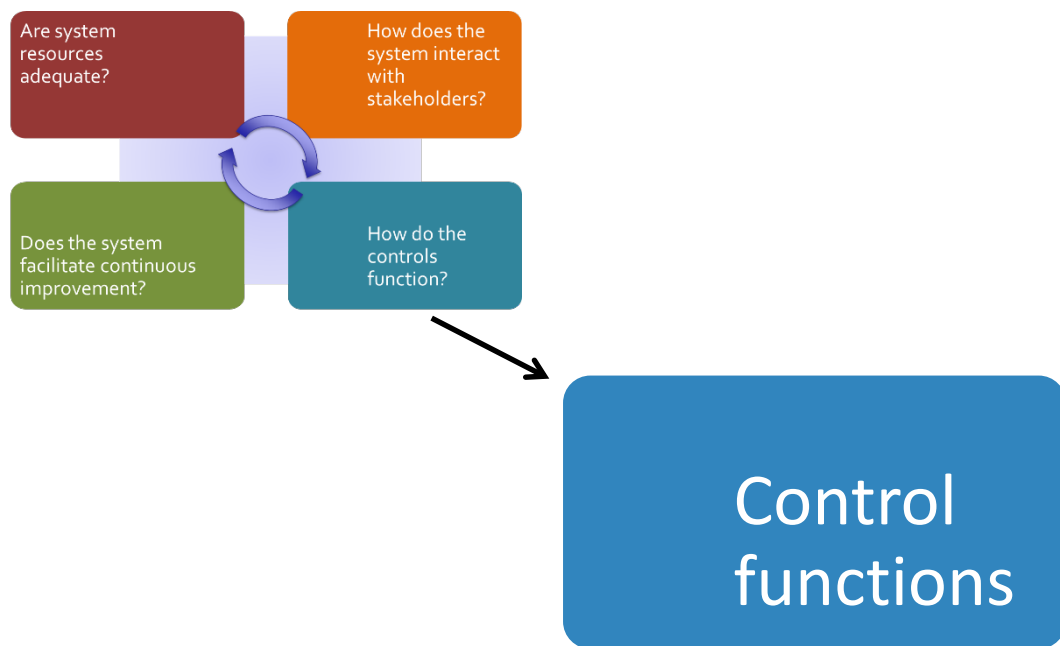 Are system
resources
adequate?
How does the
system interact
with
stakeholders?
Does the system
facilitate continuous
improvement?
How do the
controls
function?
Control
functions